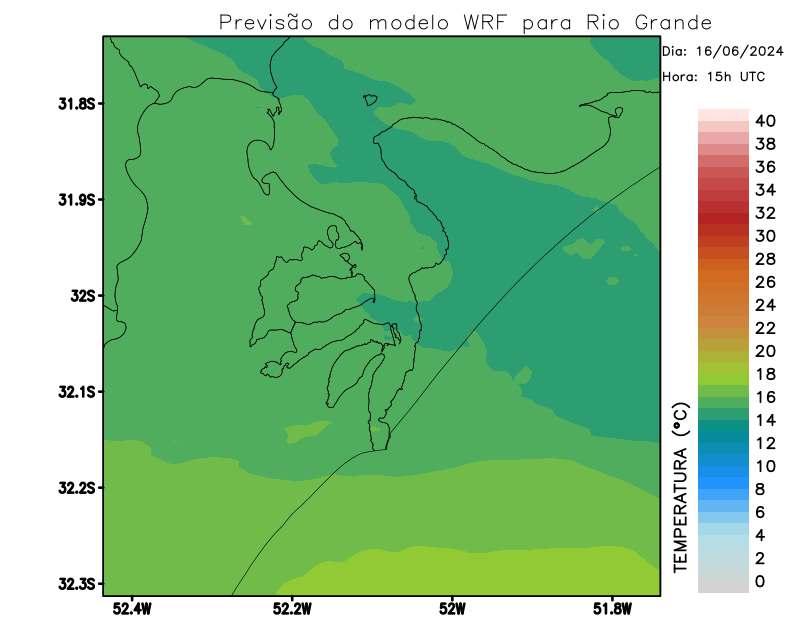 Previsão do modelo WRF para Rio Grande
Dia: 16/06/2024
Hora: 15h UTC
31.8S
31.9S
32S
32.1S
32.2S
32.3S
52.4W
52.2W
52W
51.8W
TEMPERATURA (°C)
40
38
36
34
32
30
28
26
24
22
20
18
16
14
12
10
8
6
4
2
0